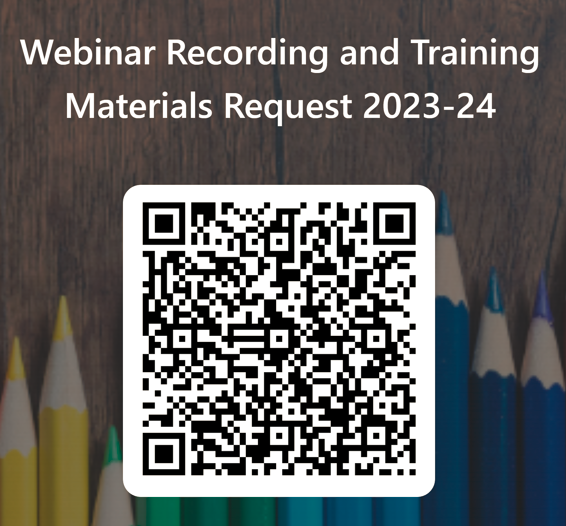 Webinar Recording and Training
Materials Request 2023-24